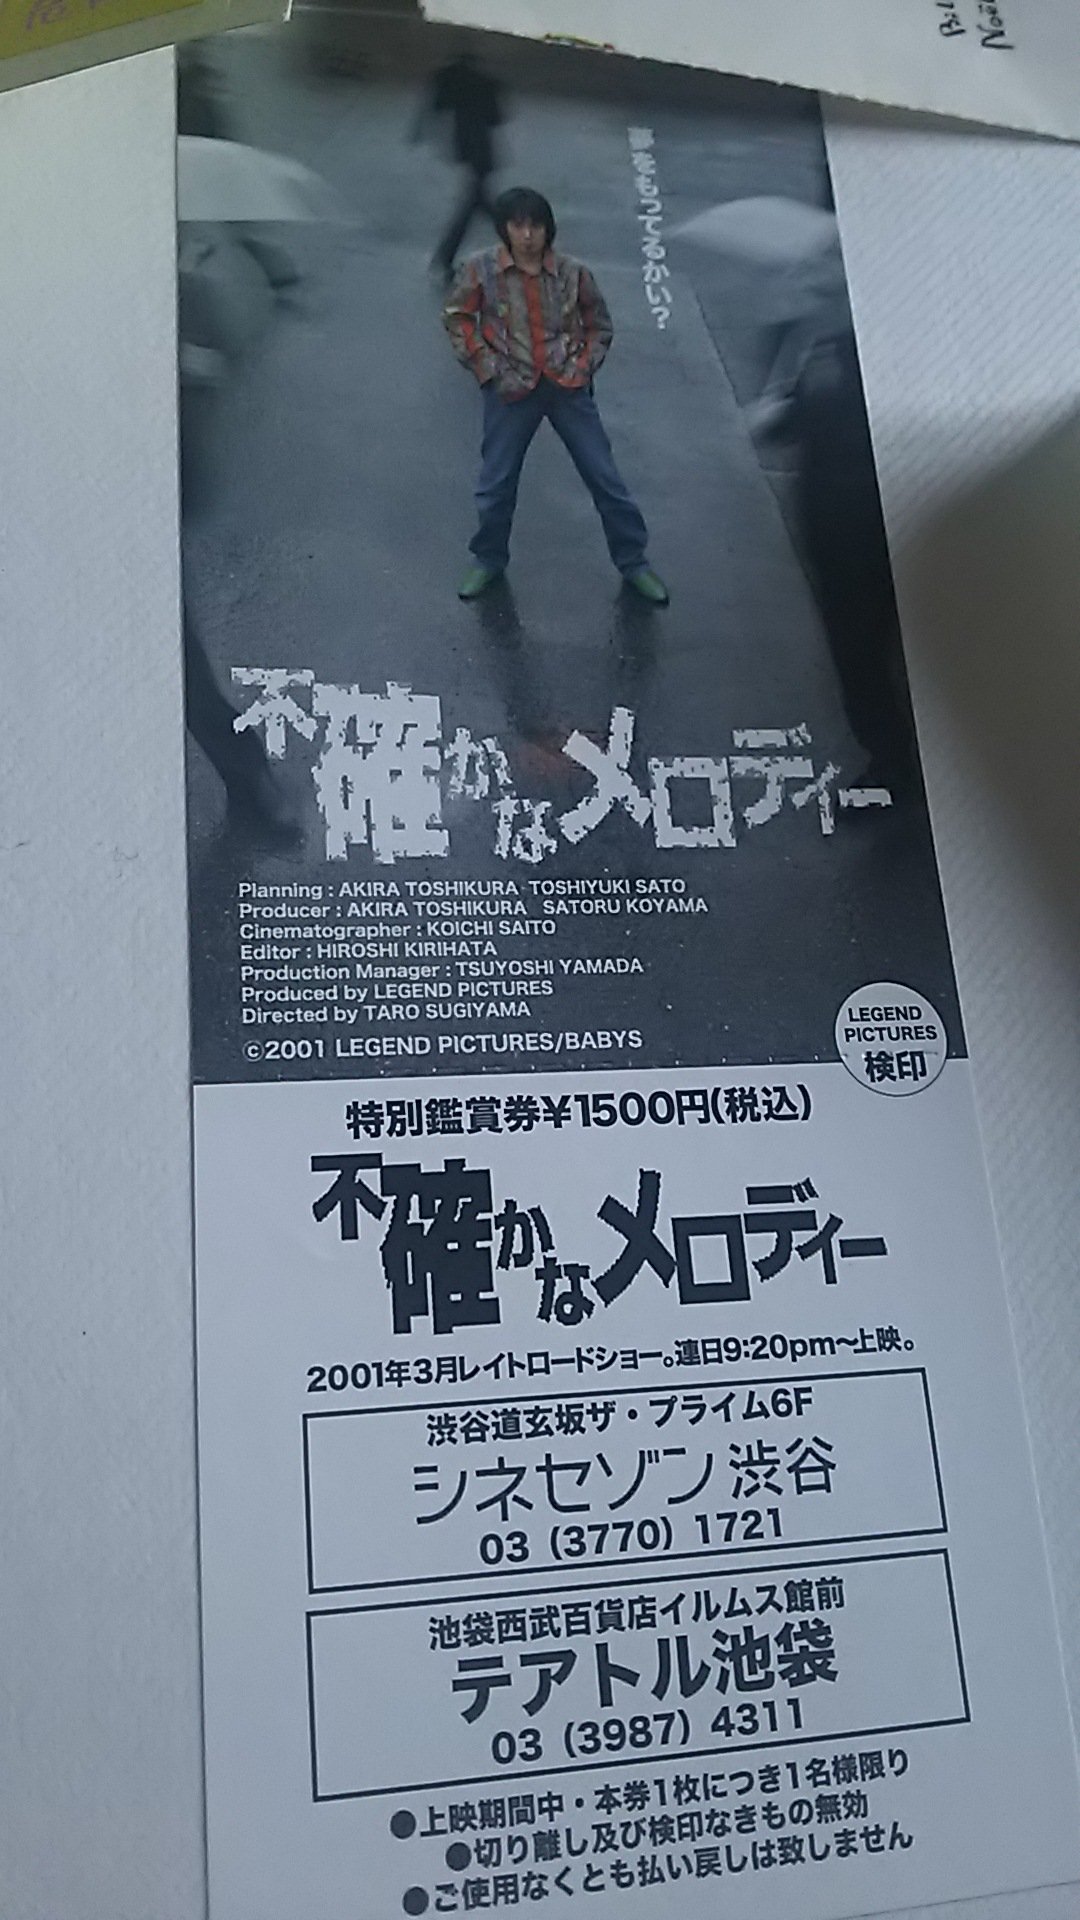 Noël
夢をもってるかい?
不確かなメロディー
Planning : AKIRA TOSHIKURA TOSHIYUKI SATO
Producer : AKIRA TOSHIKURA SATORU KOYAMA
Cinematographer : KOICHI SAITO
Editor : HIROSHI KIRIHATA
Production Manager : TSUYOSHI YAMADA
Produced by LEGEND PICTURES
Directed by TARO SUGIYAMA
©2001 LEGEND PICTURES/BABYS
LEGEND
PICTURES
検印
特別鑑賞券¥1500円(税込)
不確かなメロディー
2001年3月レイトロードショー。連日9:20pm〜上映。
渋谷道玄坂ザ・プライム6F
シネセゾン渋谷
03 (3770) 1721
池袋西武百貨店イルムス館前
テアトル池袋
03 (3987) 4311
●上映期間中・本券1枚につき1名様限り
●切り離し及び検印なきもの無効
●ご使用なくとも払い戻しは致しません